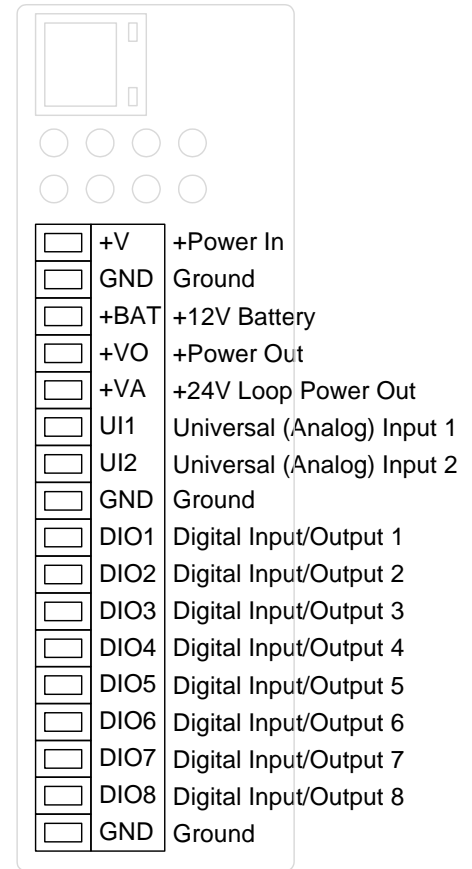 +V +Power In
GND Ground
+BAT +12V Battery
+VO +Power Out
+VA +24V Loop Power Out
UI1 Universal (Analog) Input 1
UI2 Universal (Analog) Input 2
GND Ground
DIO1 Digital Input/Output 1
DIO2 Digital Input/Output 2
DIO3 Digital Input/Output 3
DIO4 Digital Input/Output 4
DIO5 Digital Input/Output 5
DIO6 Digital Input/Output 6
DIO7 Digital Input/Output 7
DIO8 Digital Input/Output 8
GND Ground